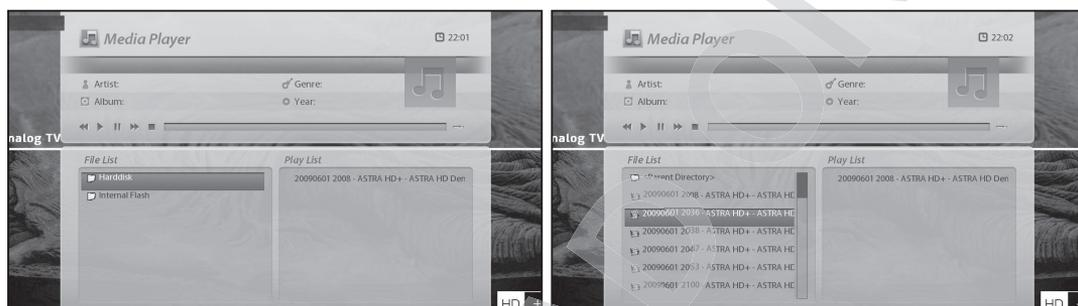 Media Player
22:01
Artist:
Genre:
Album:
Year:
nalog TV
File List
Play List
Harddisk
Internal Flash
20090601 2008 - ASTRA HD+ - ASTRA HD Den
HD +
Media Player
22:02
Artist:
Genre:
Album:
Year:
nalog TV
File List
Play List
<Parent Directory>
20090601 2008 - ASTRA HD+ - ASTRA HD
20090601 2036 - ASTRA HD+ - ASTRA HD
20090601 2038 - ASTRA HD+ - ASTRA HD
20090601 2047 - ASTRA HD+ - ASTRA HD
20090601 2053 - ASTRA HD+ - ASTRA HD
20090601 2100 - ASTRA HD+ - ASTRA HD
20090601 2008 - ASTRA HD+ - ASTRA HD Den
HD